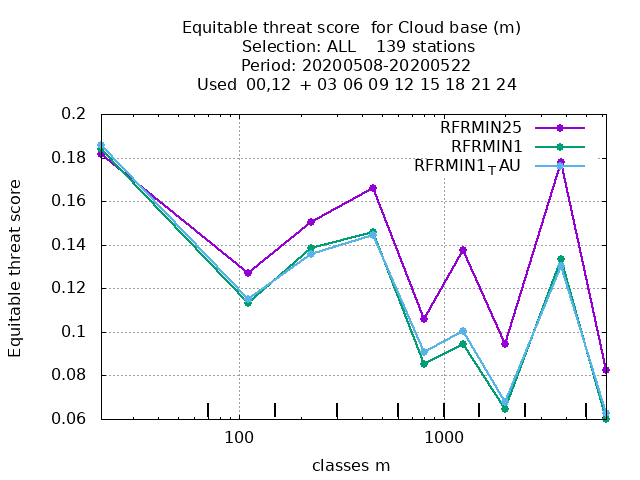 Equitable threat score  for Cloud base (m)
Selection: ALL    139 stations
Period: 20200508-20200522
Used  00,12  + 03 06 09 12 15 18 21 24
RFRMIN25
RFRMIN1
RFRMIN1TAU
0.2
0.18
0.16
0.14
0.12
0.1
0.08
0.06
Equitable threat score
100
1000
classes m